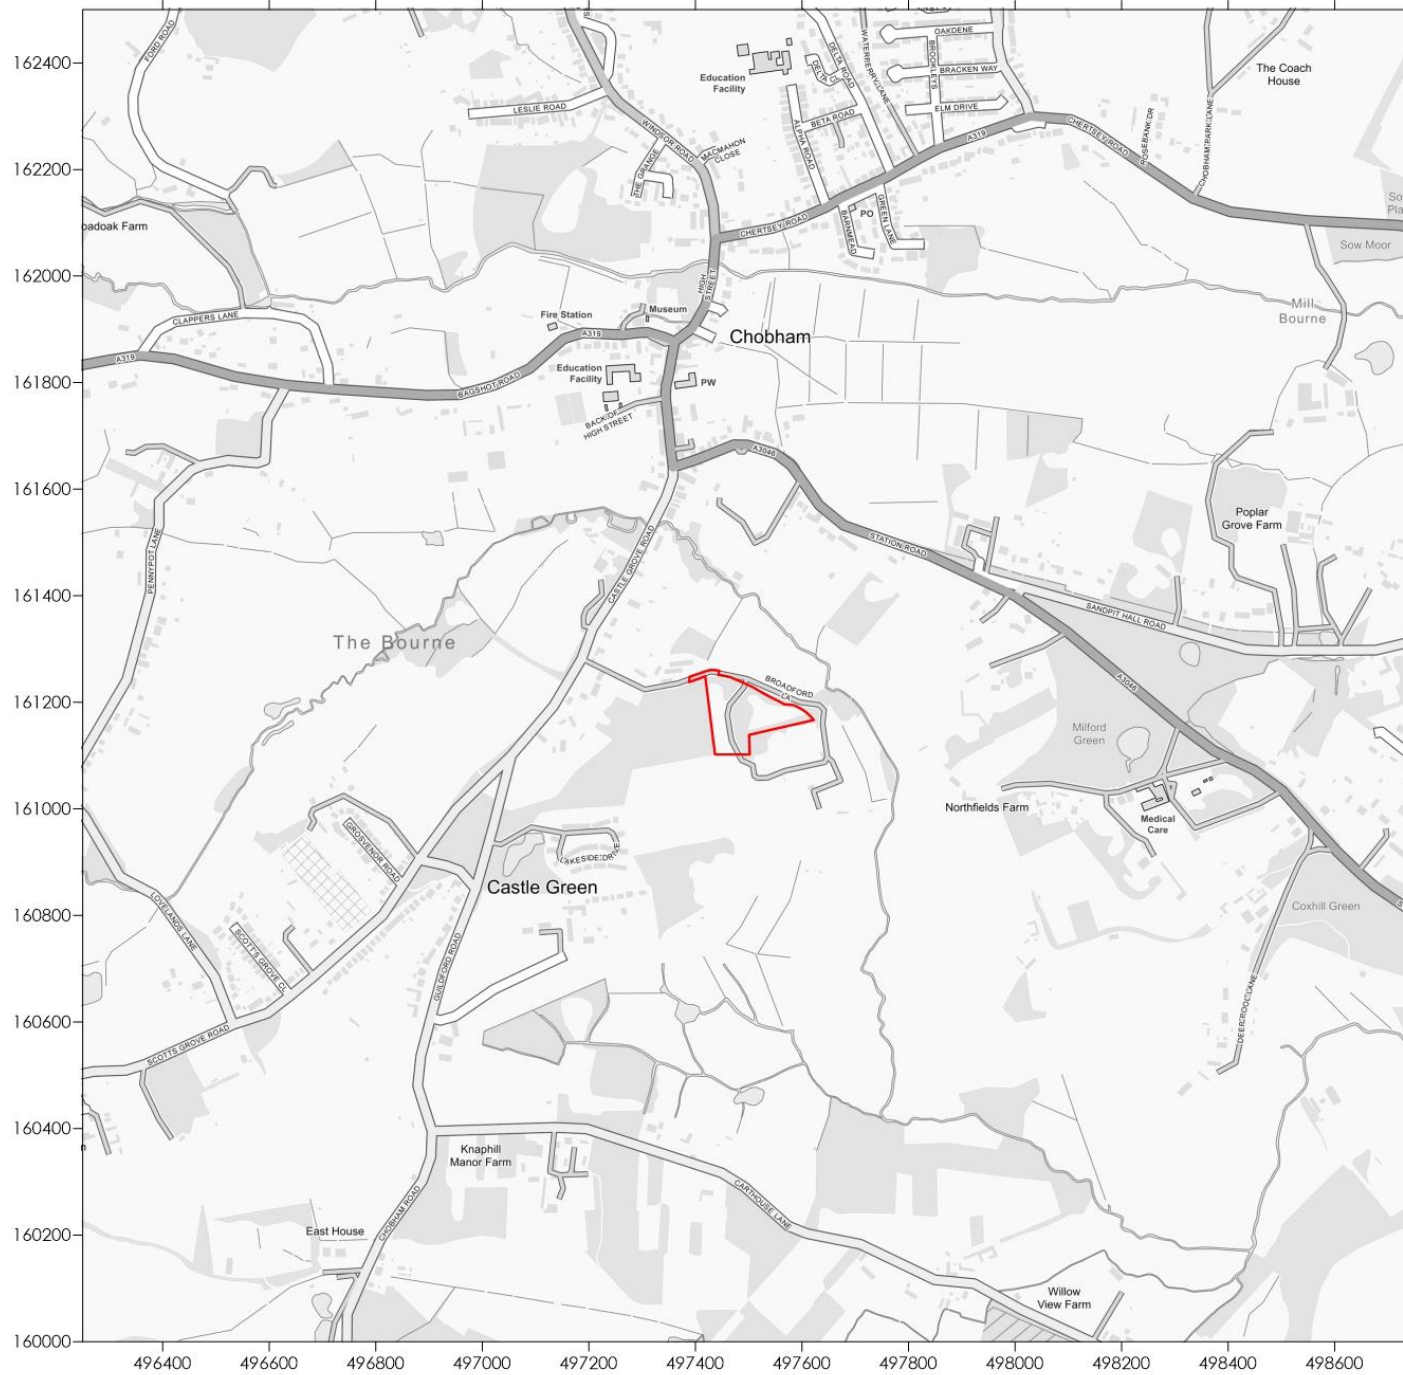 162400
162200
162000
161800
161600
161400
161200
161000
160800
160600
160400
160200
160000
496400
496600
496800
497000
497200
497400
497600
497800
498000
498200
498400
498600
FORD ROAD
LESLIE ROAD
WINDSOR ROAD
THE GRANGE
MACMAHON
CLOSE
Education
Facility
DELTA ROAD
DELTA CL
WATERPERRY LANE
OAKDENE
BROOKLEYS
BRACKEN WAY
ELM DRIVE
BETA ROAD
ALPHA ROAD
A319
CHERTSEY ROAD
ROSEBANK DR
CHOBHAM PARK LANE
The Coach
House
CHERTSEY ROAD
BARNMEAD
PO
GREEN LANE
Sow Moor
oadoak Farm
CLAPPERS LANE
A319
BAGSHOT ROAD
Fire Station
Museum
A319
HIGH
STREET
Chobham
Mill
Bourne
Education
Facility
PW
BACK OF
HIGH STREET
A3046
STATION ROAD
SANDPIT HALL ROAD
Poplar
Grove Farm
PENNYPOT LANE
CASTLE GROVE ROAD
The Bourne
BROADFORD
LA
A3046
Milford
Green
Northfields Farm
Medical
Care
GROSVENOR ROAD
LAKESIDE DRIVE
Castle Green
LOVELANDS LANE
SCOTTS GROVE CL
SCOTTS GROVE ROAD
GUILDFORD ROAD
Coxhill Green
DEER ROCK LANE
Knaphill
Manor Farm
CARTHOUSE LANE
CHOBHAM ROAD
East House
Willow
View Farm